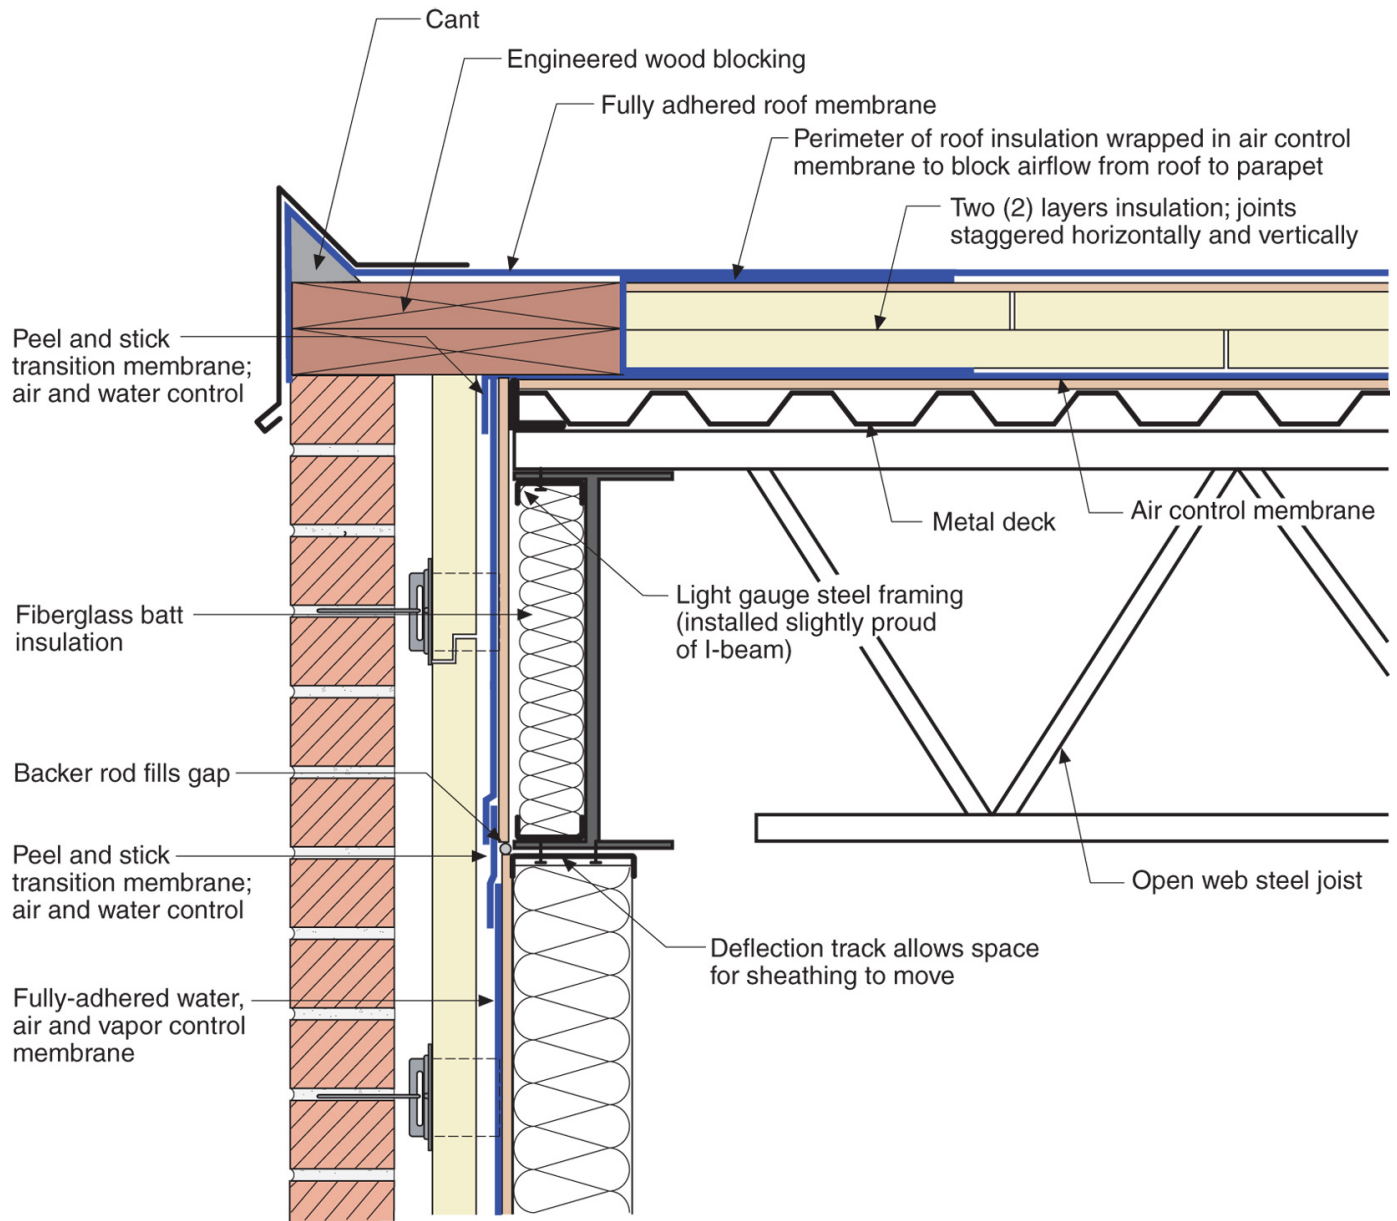 Cant
Engineered wood blocking
Fully adhered roof membrane
Perimeter of roof insulation wrapped in air control
membrane to block airflow from roof to parapet
Two (2) layers insulation; joints
staggered horizontally and vertically
Peel and stick
transition membrane;
air and water control
Metal deck
Air control membrane
Fiberglass batt
insulation
Light gauge steel framing
(installed slightly proud
of I-beam)
Backer rod fills gap
Peel and stick
transition membrane;
air and water control
Open web steel joist
Deflection track allows space
for sheathing to move
Fully-adhered water,
air and vapor control
membrane